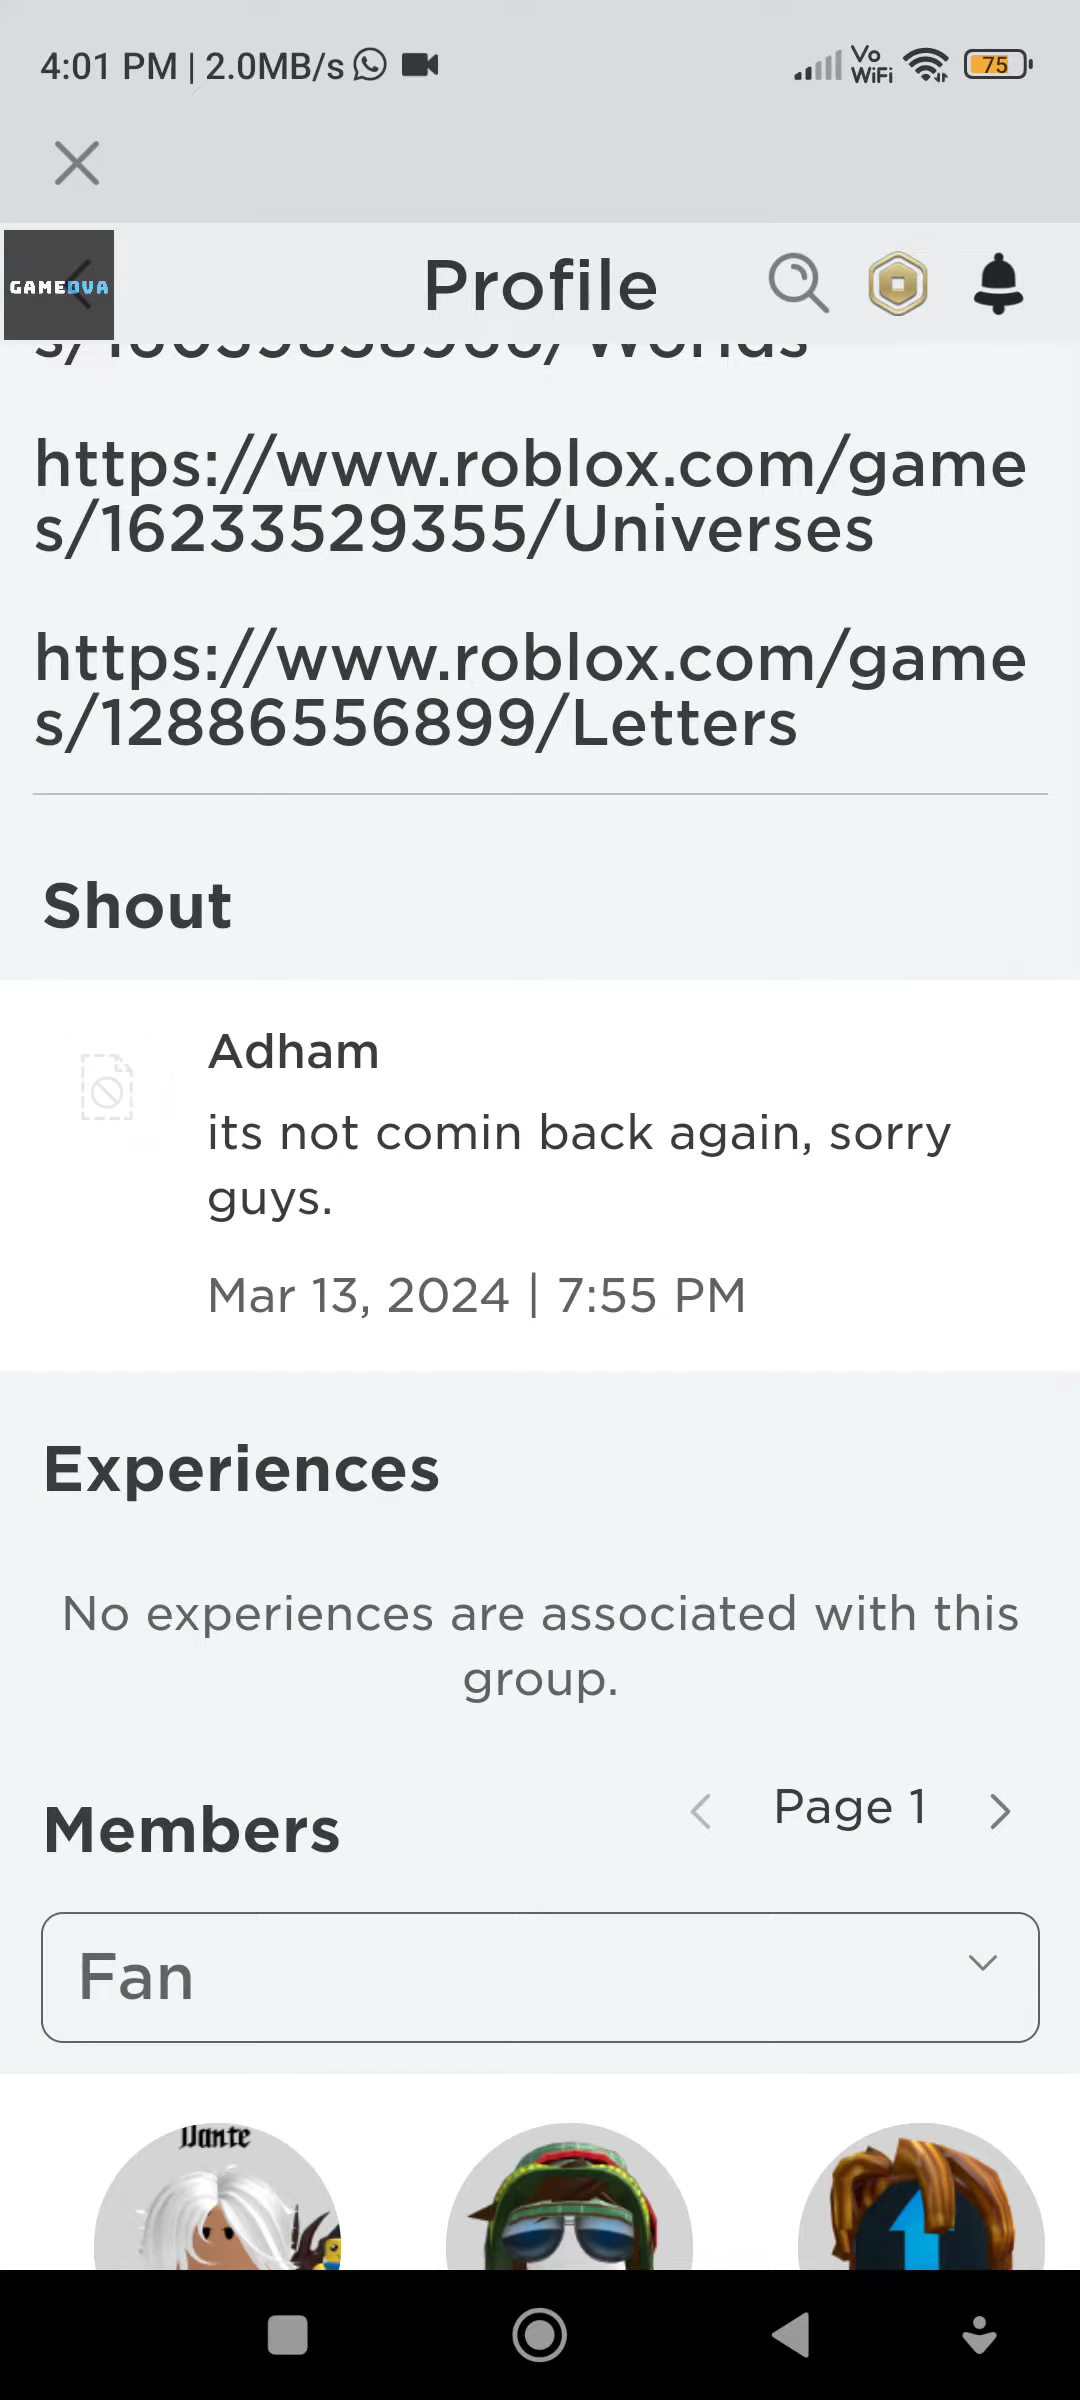 4:01 PM | 2.0MB/s
Vo
WiFi
75
GAMEDVA
Profile
https://www.roblox.com/game
s/16233529355/Universes
https://www.roblox.com/game
s/12886556899/Letters
Shout
Adham
its not comin back again, sorry
guys.
Mar 13, 2024 | 7:55 PM
Experiences
No experiences are associated with this
group.
Members
Page 1
Fan
Dante